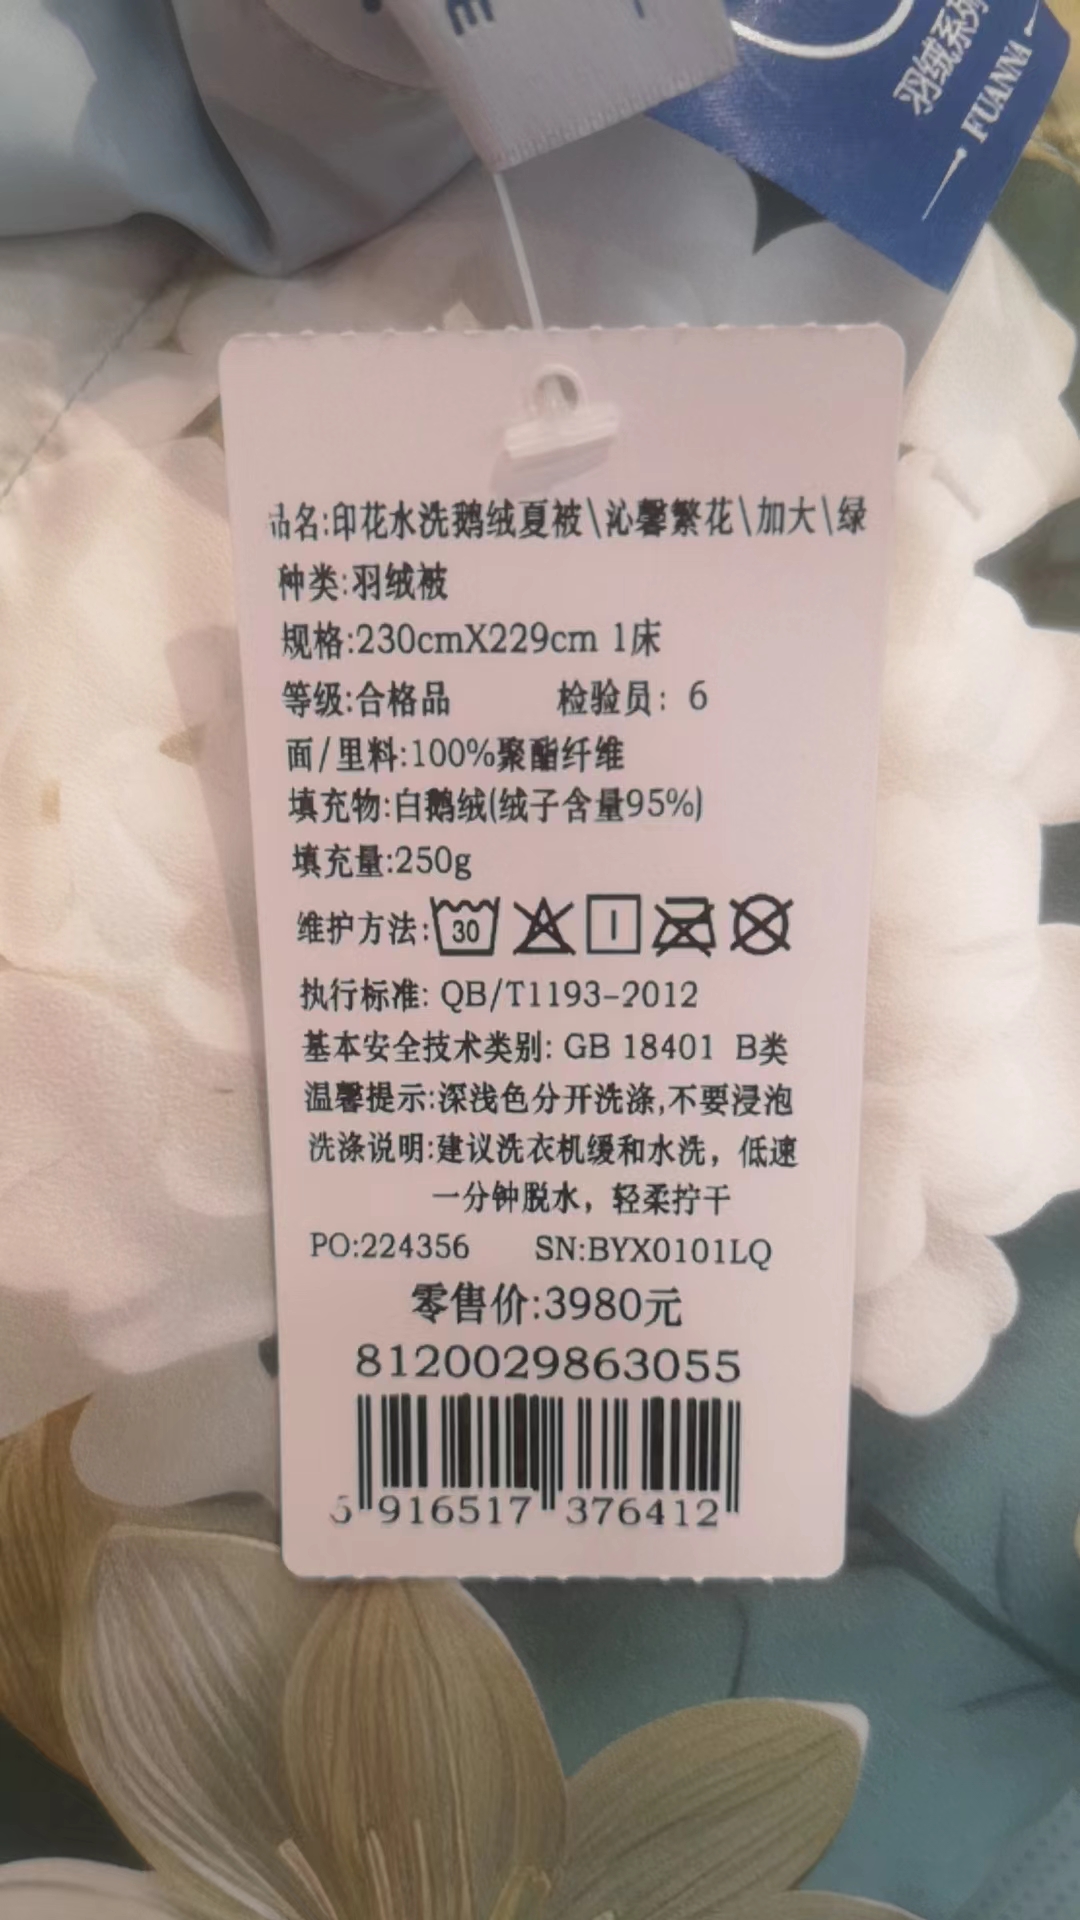 羽绒系列
FUANNA
品名:印花水洗鹅绒夏被\沁馨繁花\加大\绿
种类:羽绒被
规格:230cmX229cm 1床
等级:合格品 检验员: 6
面/里料:100%聚酯纤维
填充物:白鹅绒(绒子含量95%)
填充量:250g
维护方法: 30
执行标准: QB/T1193-2012
基本安全技术类别: GB 18401 B类
温馨提示:深浅色分开洗涤,不要浸泡
洗涤说明:建议洗衣机缓和水洗，低速
一分钟脱水，轻柔拧干
PO:224356 SN:BYX0101LQ
零售价:3980元
8120029863055
916517 376412